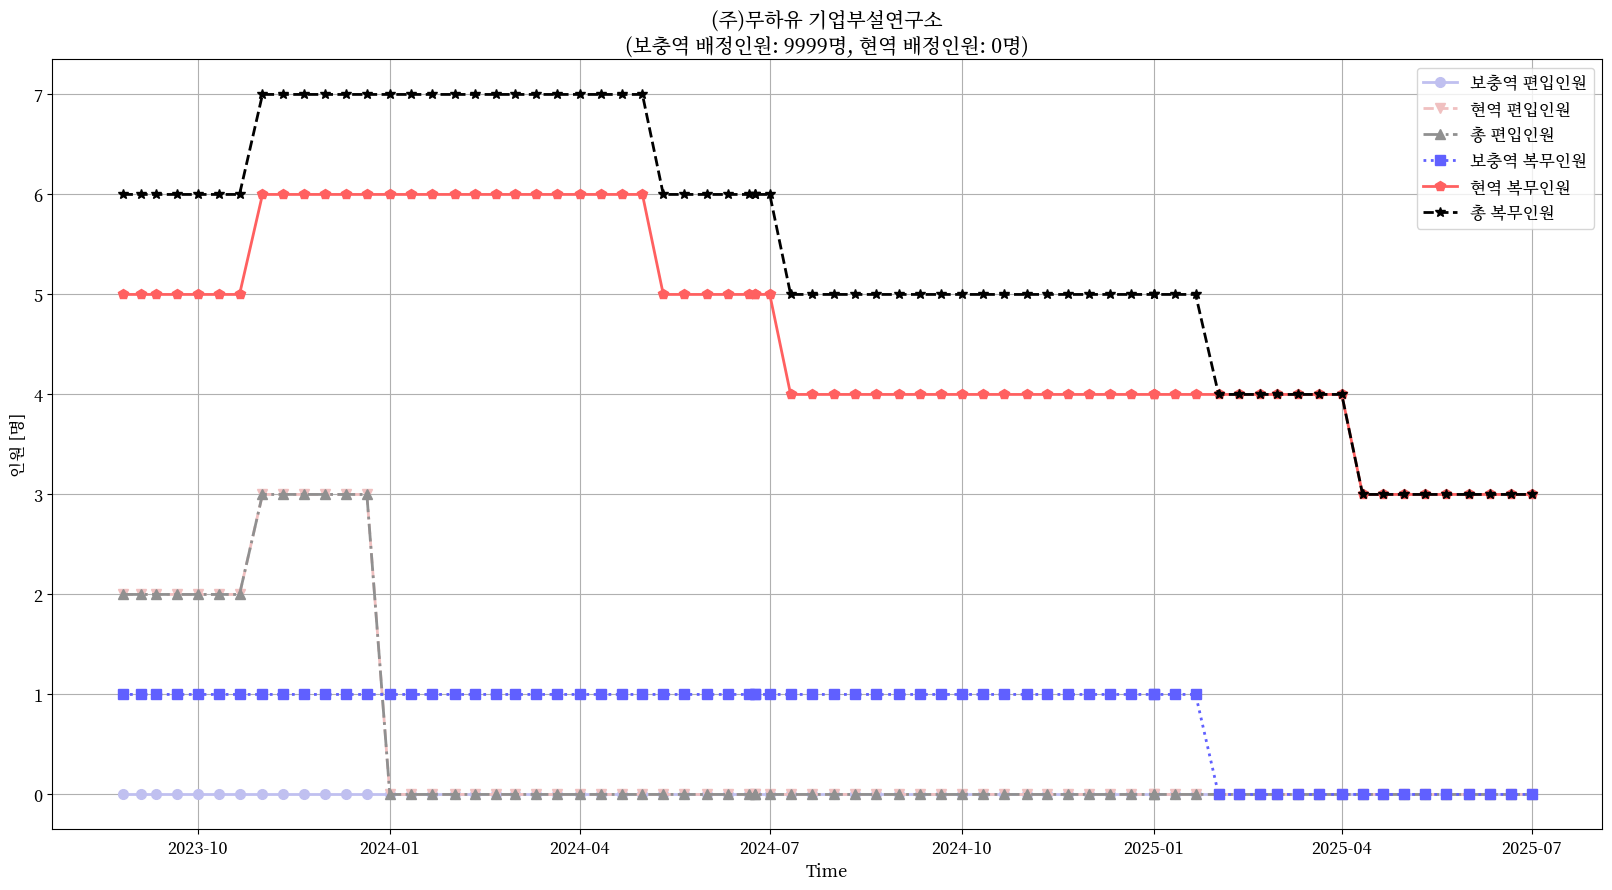 (주)무하유 기업부설연구소
(보충역 배정인원: 9999명, 현역 배정인원: 0명)
보충역 편입인원
현역 편입인원
총 편입인원
보충역 복무인원
현역 복무인원
총 복무인원
인원 [명]
7
6
5
4
3
2
1
0
2023-10
2024-01
2024-04
2024-07
2024-10
2025-01
2025-04
2025-07
Time